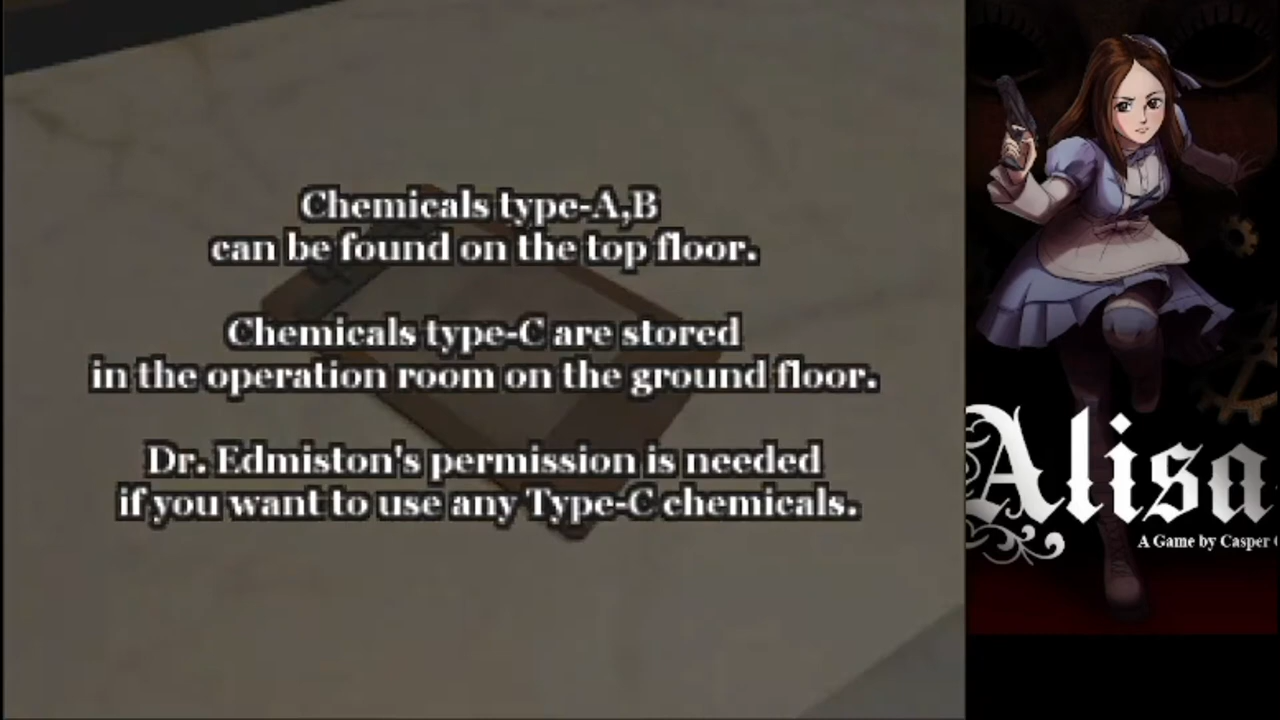 Chemicals type-A,B
can be found on the top floor.
Chemicals type-C are stored
in the operation room on the ground floor.
Dr. Edmiston's permission is needed
if you want to use any Type-C chemicals.
Alisa
A Game by Casper